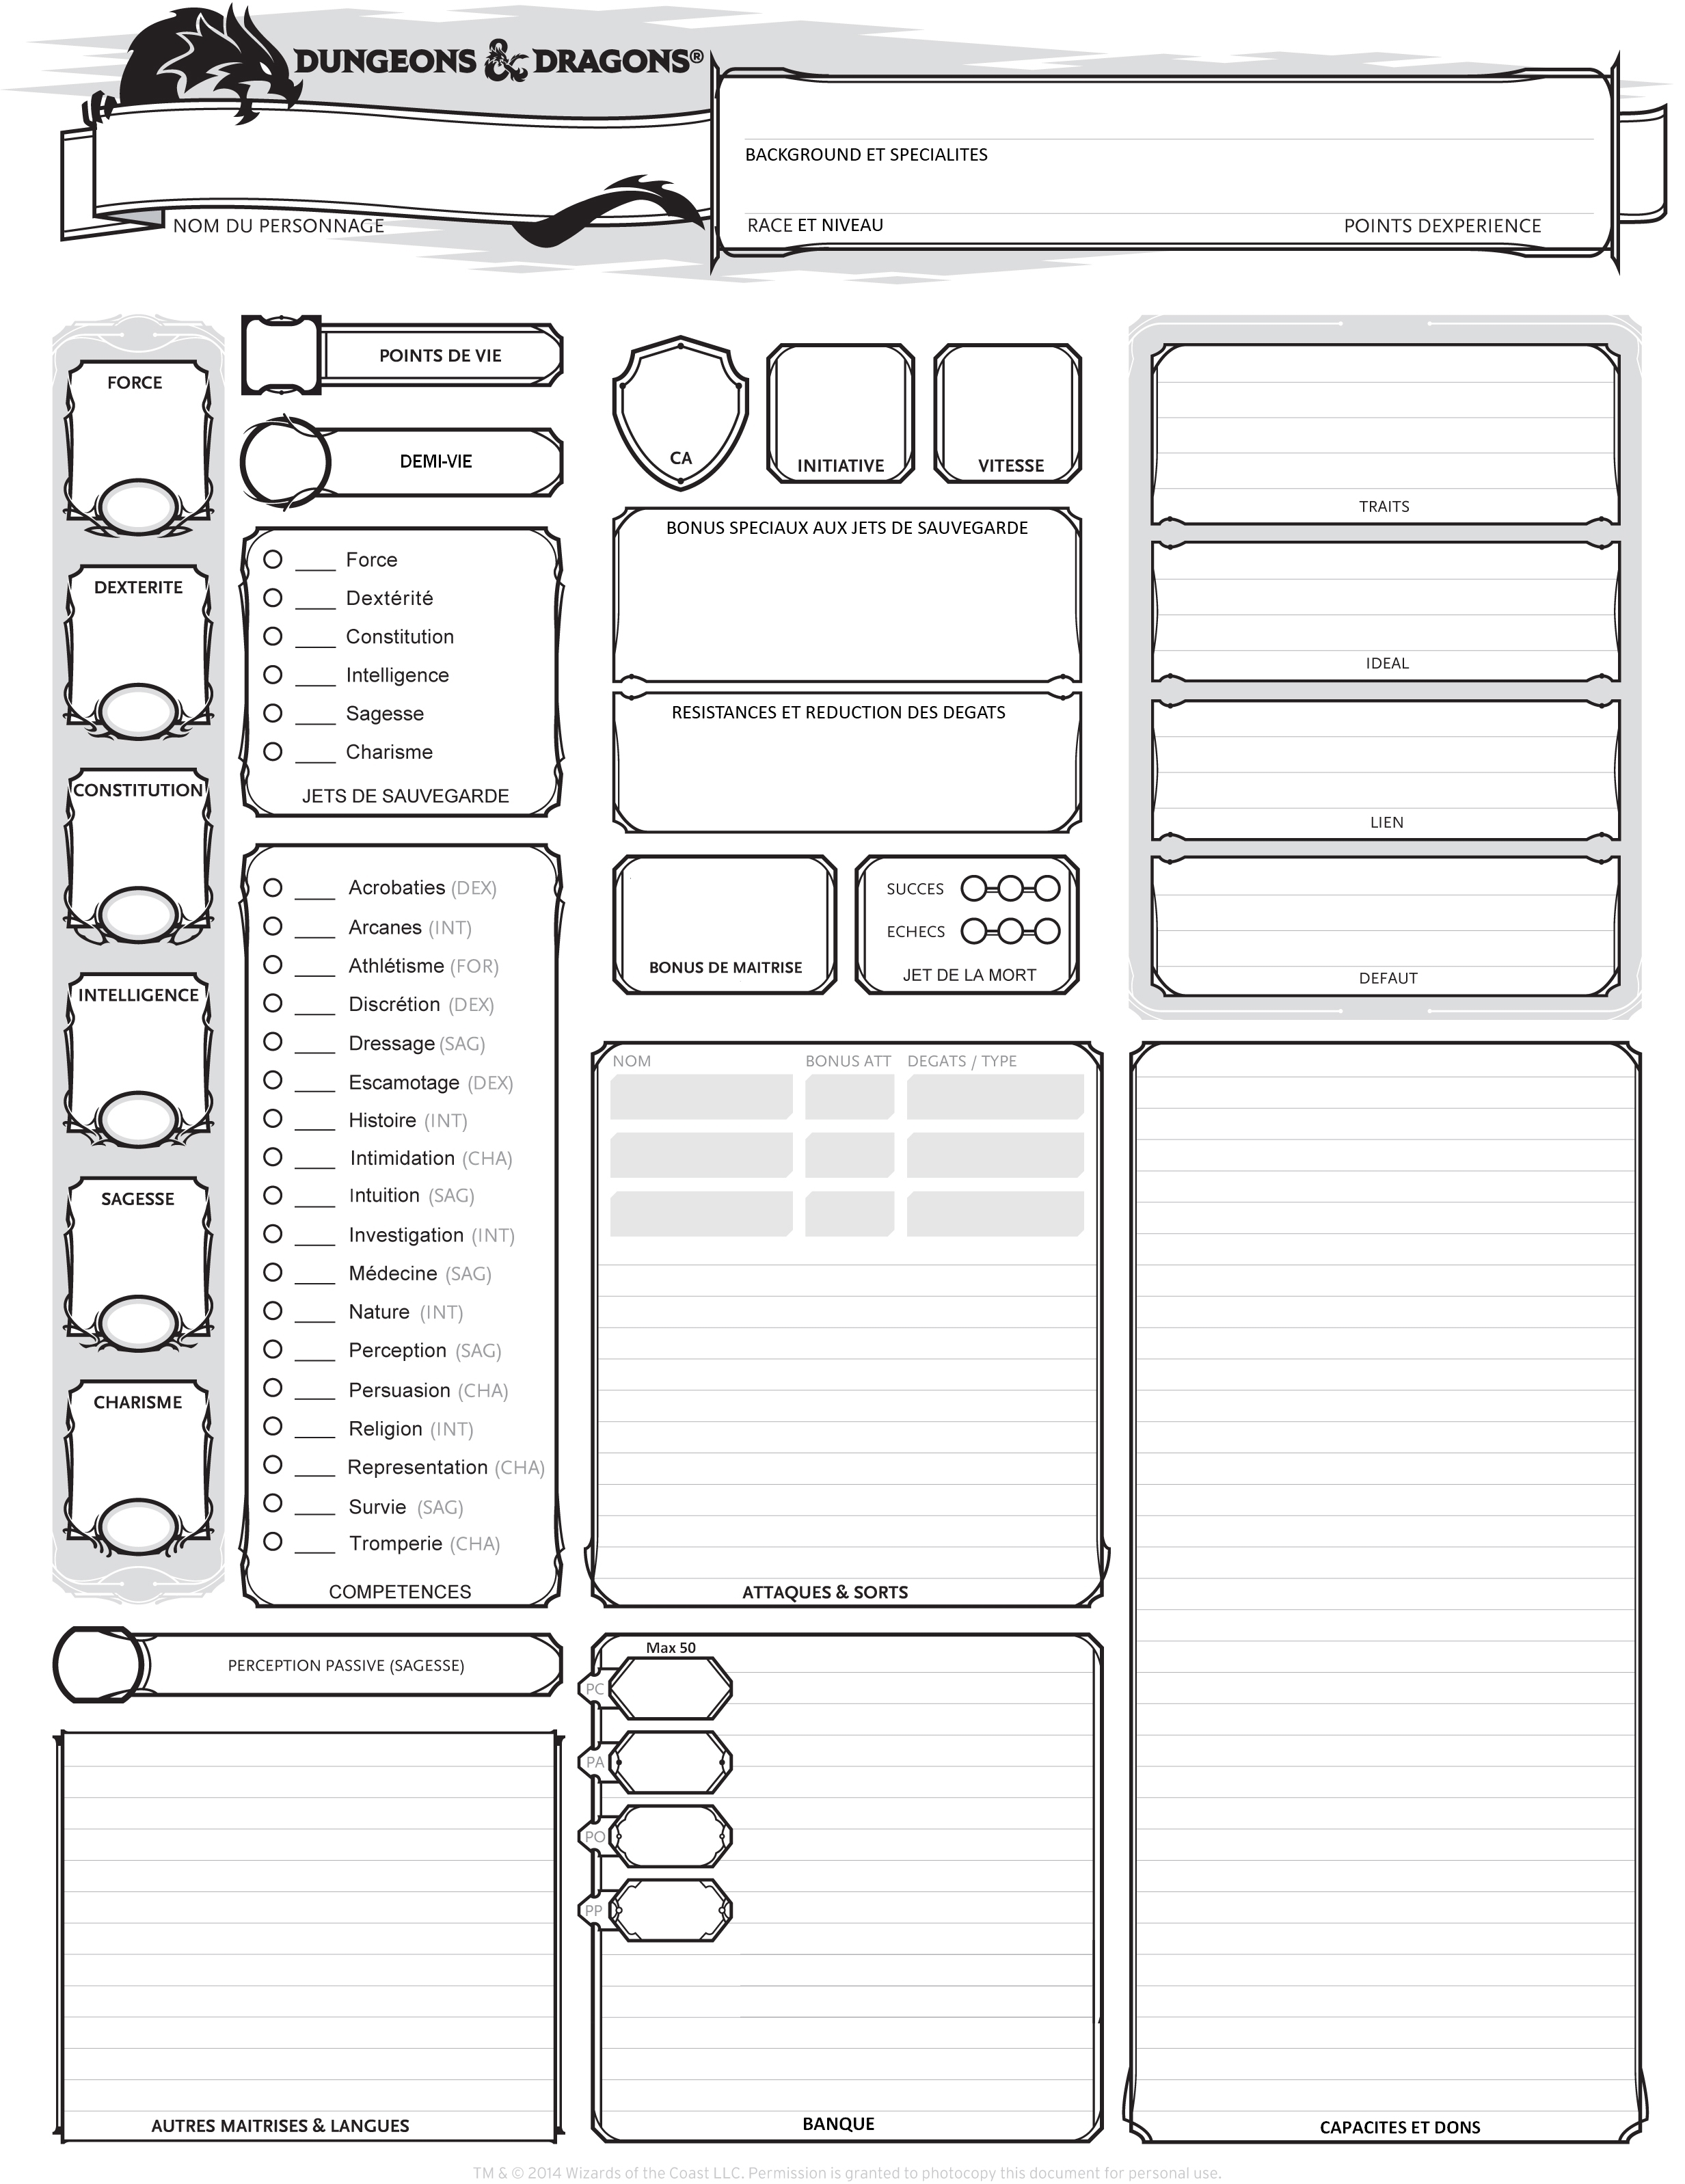 DUNGEONS & DRAGONS®
BACKGROUND ET SPECIALITES
NOM DU PERSONNAGE
RACE ET NIVEAU
POINTS DEXPERIENCE
FORCE
DEXTERITE
CONSTITUTION
INTELLIGENCE
SAGESSE
CHARISME
POINTS DE VIE
DEMI-VIE
____ Force
____ Dextérité
____ Constitution
____ Intelligence
____ Sagesse
____ Charisme
JETS DE SAUVEGARDE
____ Acrobaties (DEX)
____ Arcanes (INT)
____ Athlétisme (FOR)
____ Discrétion (DEX)
____ Dressage (SAG)
____ Escamotage (DEX)
____ Histoire (INT)
____ Intimidation (CHA)
____ Intuition (SAG)
____ Investigation (INT)
____ Médecine (SAG)
____ Nature (INT)
____ Perception (SAG)
____ Persuasion (CHA)
____ Religion (INT)
____ Representation (CHA)
____ Survie (SAG)
____ Tromperie (CHA)
COMPETENCES
PERCEPTION PASSIVE (SAGESSE)
AUTRES MAITRISES & LANGUES
CA
INITIATIVE
VITESSE
BONUS SPECIAUX AUX JETS DE SAUVEGARDE
RESISTANCES ET REDUCTION DES DEGATS
BONUS DE MAITRISE
SUCCES
ECHECS
JET DE LA MORT
NOM BONUS ATT DEGATS / TYPE
ATTAQUES & SORTS
Max 50
PC
PA
PO
PP
BANQUE
TRAITS
IDEAL
LIEN
DEFAUT
CAPACITES ET DONS
TM & © 2014 Wizards of the Coast LLC. Permission is granted to photocopy this document for personal use.